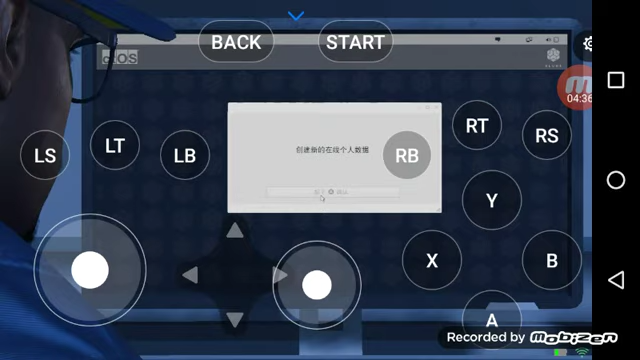 BACK
START
ctOS
04:36
LS
LT
LB
RB
RT
RS
创建新的在线个人数据
Y
X
B
A
Recorded by Mobizen